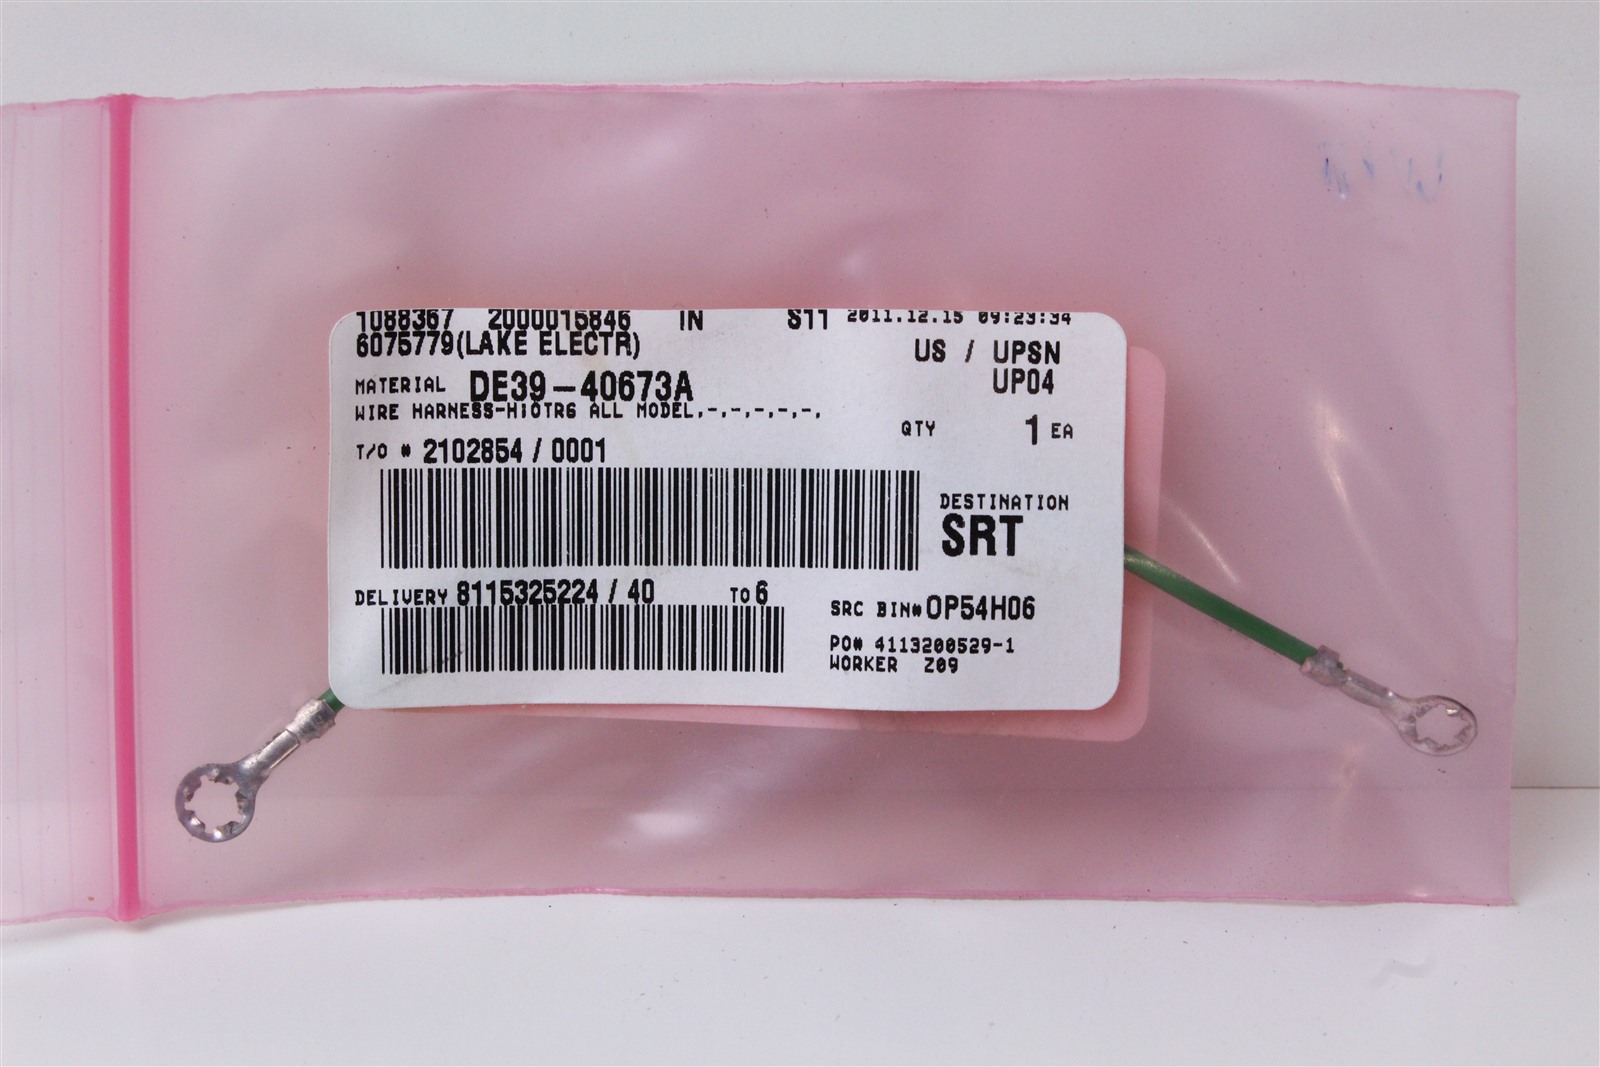 1088367 2000015846 IN S11 2011.12.15 09:23:34
6075779(LAKE ELECTR) US / UPSN
UP04
MATERIAL DE39-40673A
WIRE HARNESS-H10TR6 ALL MODEL,-,-,-,-,-,
QTY 1 EA
T/O # 2102854 / 0001
DESTINATION
SRT
DELIVERY 8115325224 / 40 TO 6
SRC BIN# OP54H06
PO# 4113200529-1
WORKER Z09